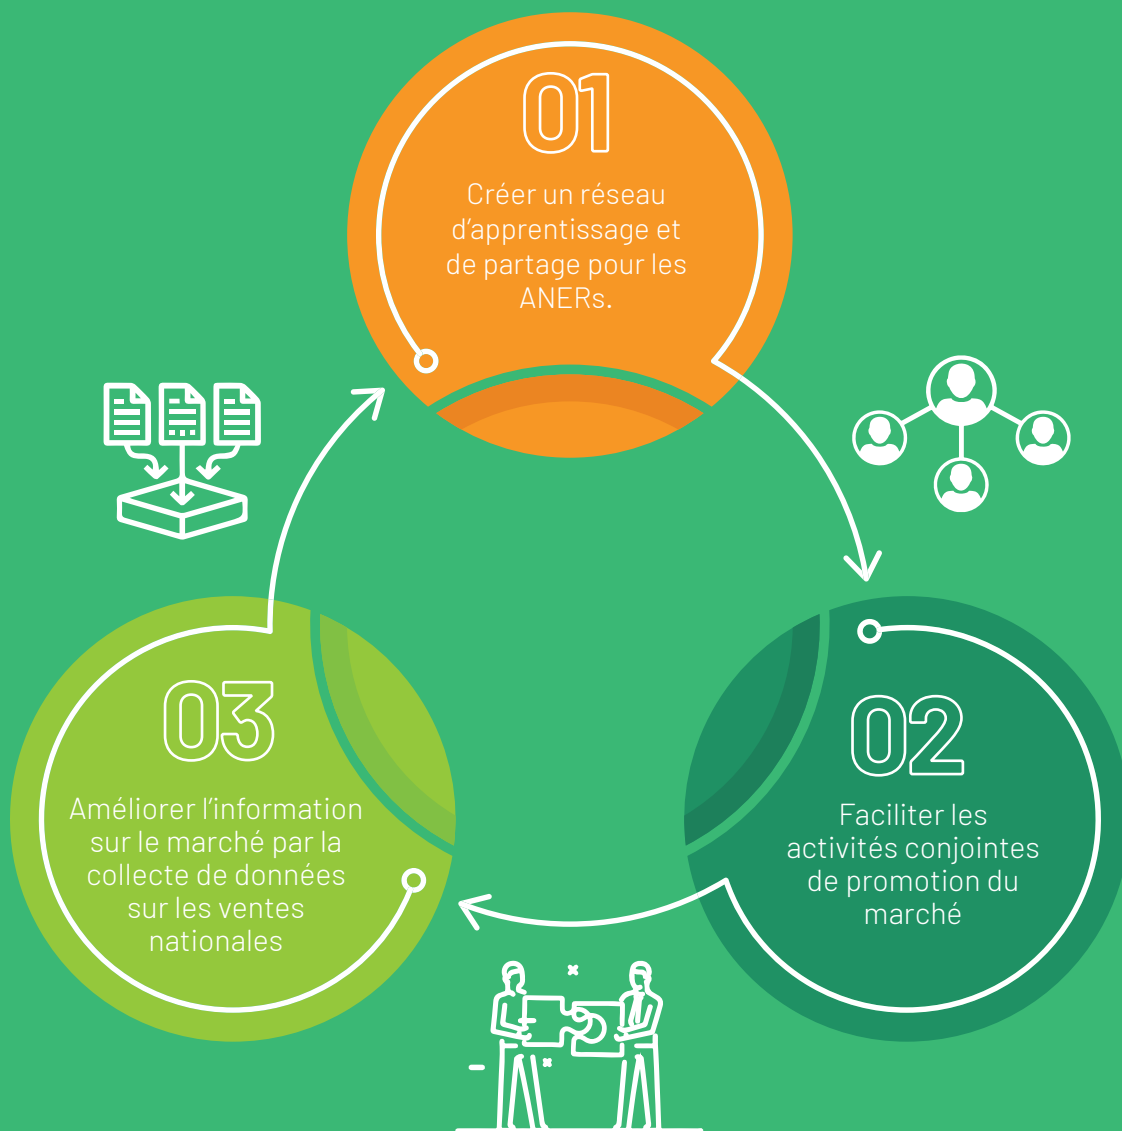 01
Créer un réseau
d'apprentissage et
de partage pour les
ANERs.
02
Faciliter les
activités conjointes
de promotion du
marché
03
Améliorer l'information
sur le marché par la
collecte de données
sur les ventes
nationales